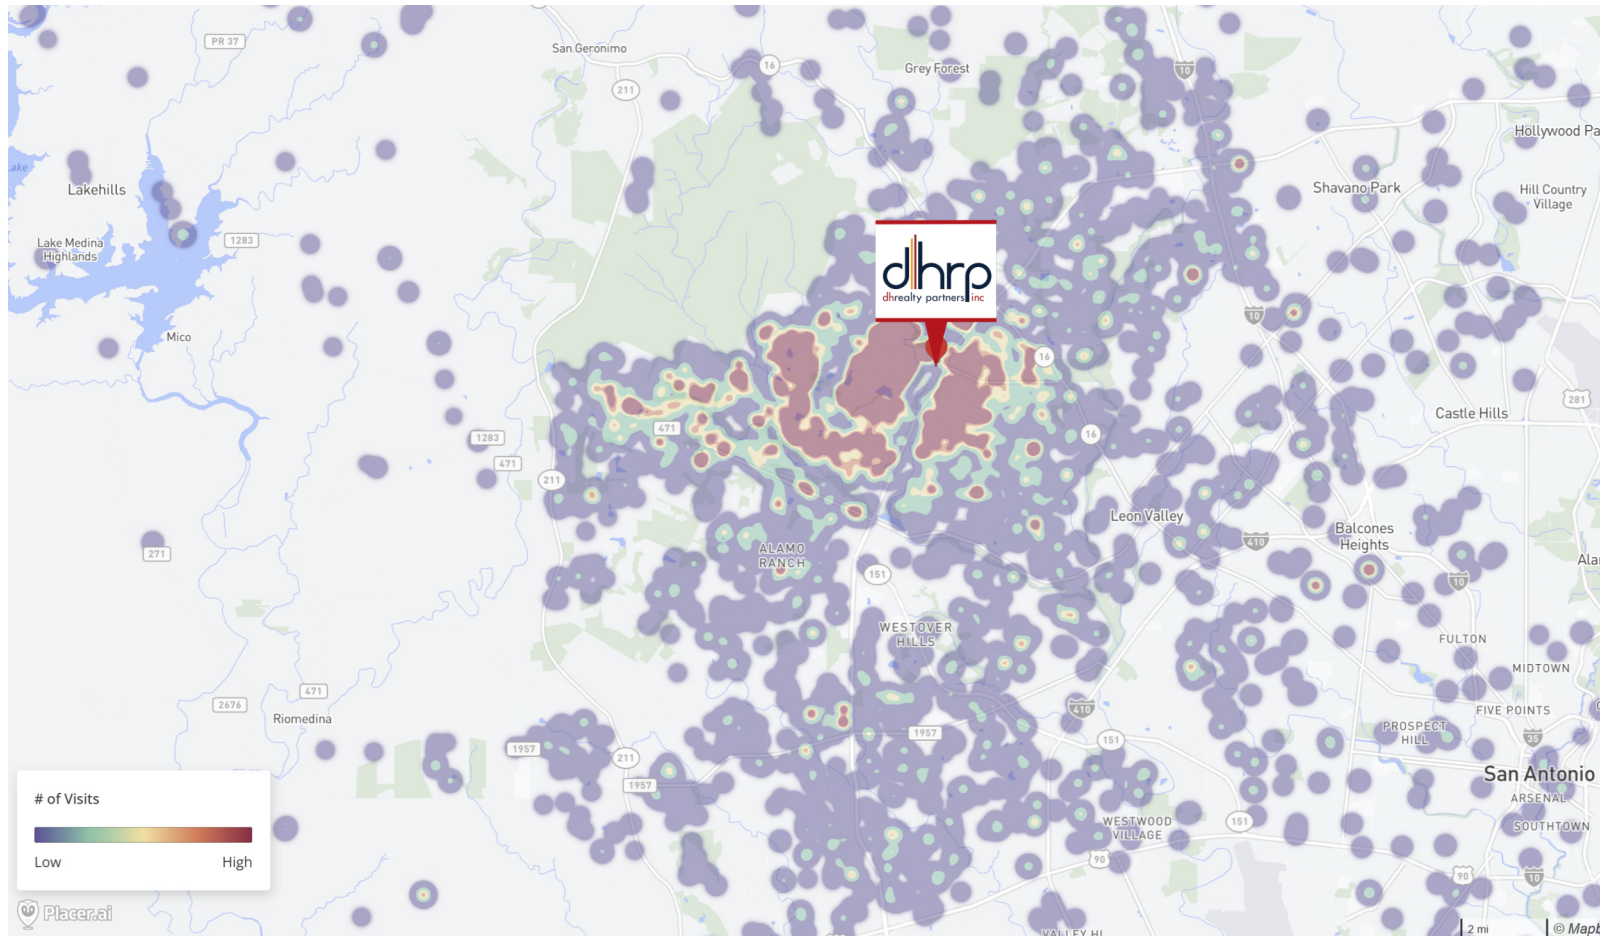 PR 37
San Geronimo
16
211
Grey Forest
10
Hollywood Pa
Lake
Lakehills
Shavano Park
Hill Country
Village
Lake Medina
Highlands
1283
dhrp
dhrealty partners inc
10
Mico
16
281
Castle Hills
471
1283
16
471
211
Leon Valley
Balcones
Heights
410
271
ALAMO
RANCH
Ala
151
10
WESTOVER
HILLS
FULTON
MIDTOWN
471
2676
410
FIVE POINTS
Riomedina
PROSPECT
HILL
1957
1957
151
35
211
1957
San Antonio
ARSENAL
# of Visits
WESTWOOD
VILLAGE
151
SOUTHTOWN
Low
High
90
90
10
Placer.ai
2 mi
© Mapb
VALLEY HI